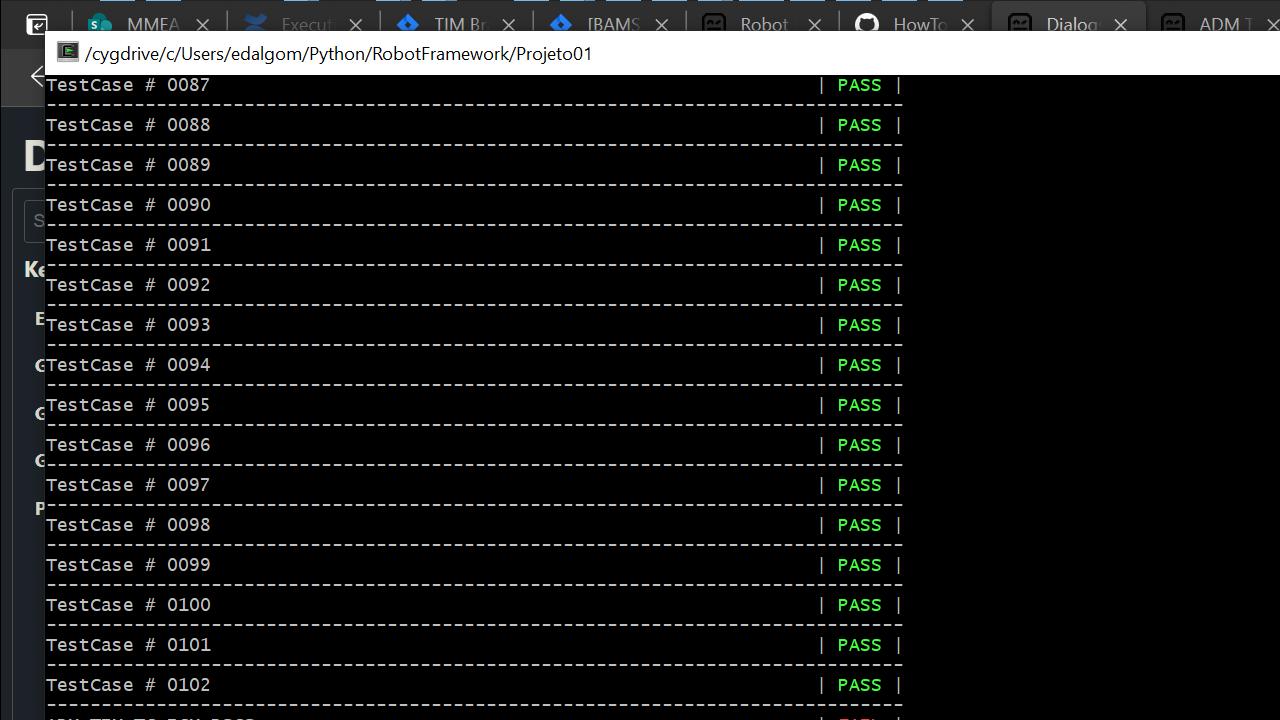 MMEA
Execut
TIM Br
[BAMS
Robot
HowTo
Dialog
ADM T
/cygdrive/c/Users/edalgom/Python/RobotFramework/Projeto01
TestCase # 0087 | PASS |
------------------------------------------------------------------------------
TestCase # 0088 | PASS |
------------------------------------------------------------------------------
TestCase # 0089 | PASS |
------------------------------------------------------------------------------
TestCase # 0090 | PASS |
------------------------------------------------------------------------------
TestCase # 0091 | PASS |
------------------------------------------------------------------------------
TestCase # 0092 | PASS |
------------------------------------------------------------------------------
TestCase # 0093 | PASS |
------------------------------------------------------------------------------
TestCase # 0094 | PASS |
------------------------------------------------------------------------------
TestCase # 0095 | PASS |
------------------------------------------------------------------------------
TestCase # 0096 | PASS |
------------------------------------------------------------------------------
TestCase # 0097 | PASS |
------------------------------------------------------------------------------
TestCase # 0098 | PASS |
------------------------------------------------------------------------------
TestCase # 0099 | PASS |
------------------------------------------------------------------------------
TestCase # 0100 | PASS |
------------------------------------------------------------------------------
TestCase # 0101 | PASS |
------------------------------------------------------------------------------
TestCase # 0102 | PASS |
------------------------------------------------------------------------------